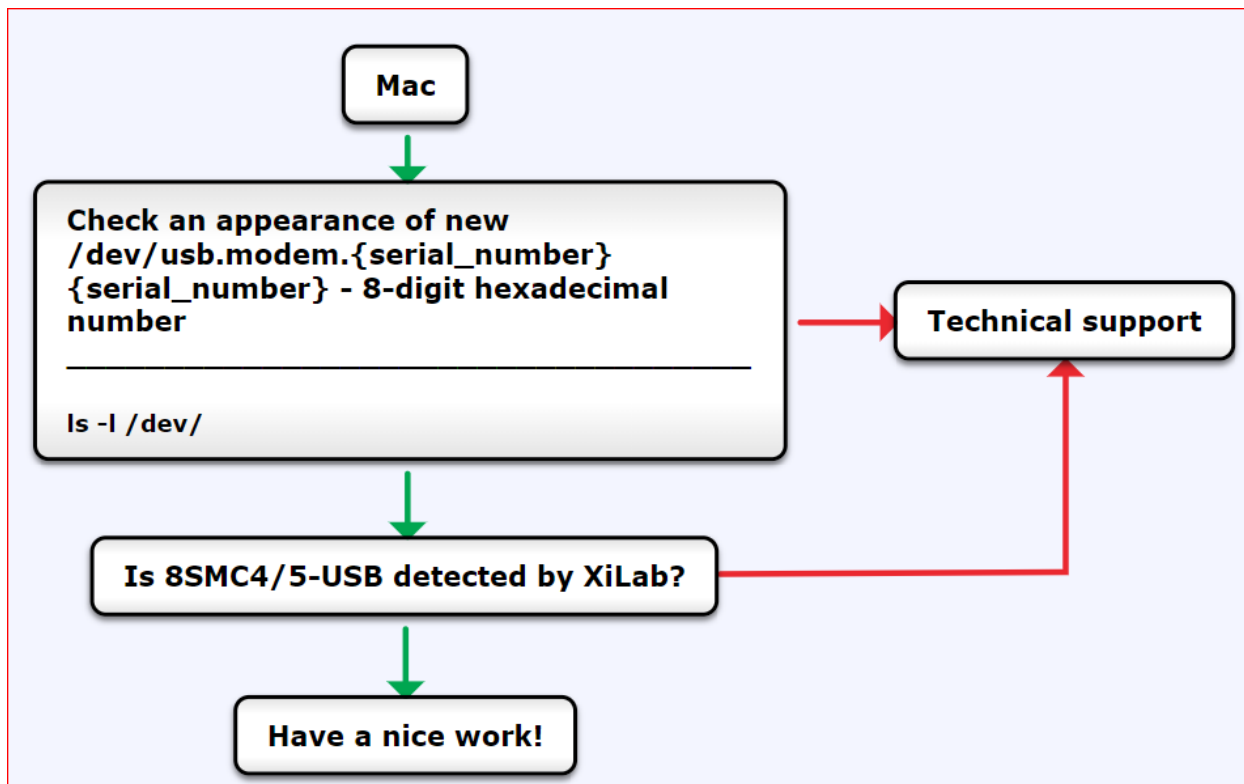 Mac
Check an appearance of new
/dev/usb.modem.{serial_number}
{serial_number} - 8-digit hexadecimal
number
ls -l /dev/
Technical support
Is 8SMC4/5-USB detected by XiLab?
Have a nice work!